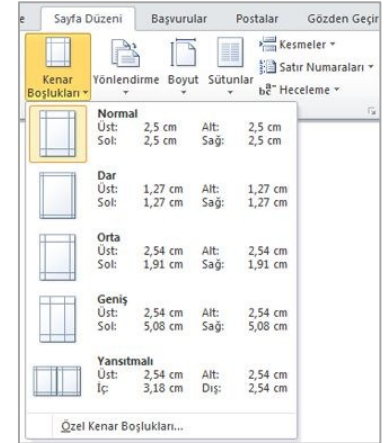 e Sayfa Düzeni Başvurular Postalar Gözden Geçir
Kenar Boşlukları
Yönlendirme Boyut Sütunlar
Kesmeler
Satır Numaraları
Heceleme
Normal
Üst: 2,5 cm Alt: 2,5 cm
Sol: 2,5 cm Sağ: 2,5 cm
Dar
Üst: 1,27 cm Alt: 1,27 cm
Sol: 1,27 cm Sağ: 1,27 cm
Orta
Üst: 2,54 cm Alt: 2,54 cm
Sol: 1,91 cm Sağ: 1,91 cm
Geniş
Üst: 2,54 cm Alt: 2,54 cm
Sol: 5,08 cm Sağ: 5,08 cm
Yansıtmalı
Üst: 2,54 cm Alt: 2,54 cm
İç: 3,18 cm Dış: 2,54 cm
Özel Kenar Boşlukları...